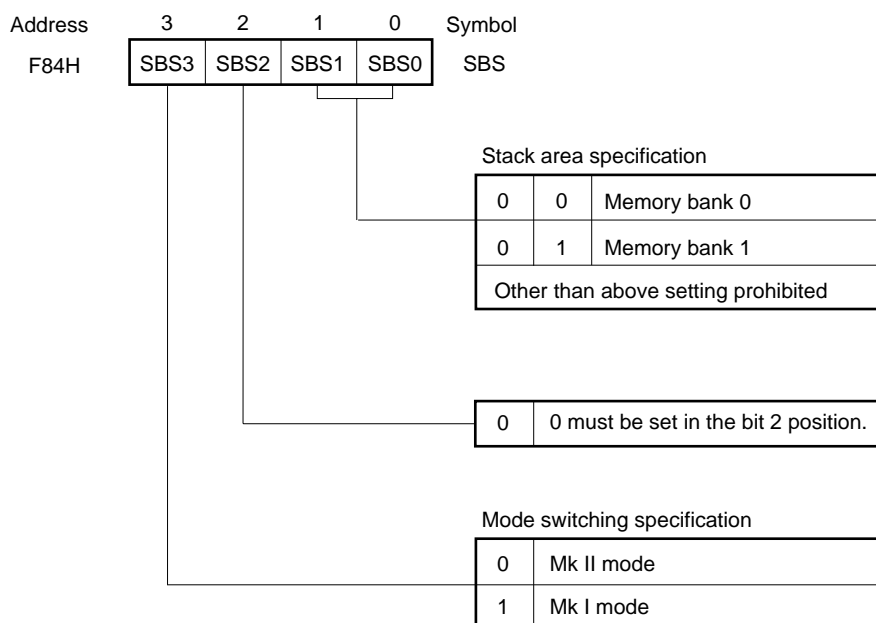 Address 3 2 1 0 Symbol
F84H SBS3 SBS2 SBS1 SBS0 SBS
Stack area specification
0 0 Memory bank 0
0 1 Memory bank 1
Other than above setting prohibited
0 0 must be set in the bit 2 position.
Mode switching specification
0 Mk II mode
1 Mk I mode